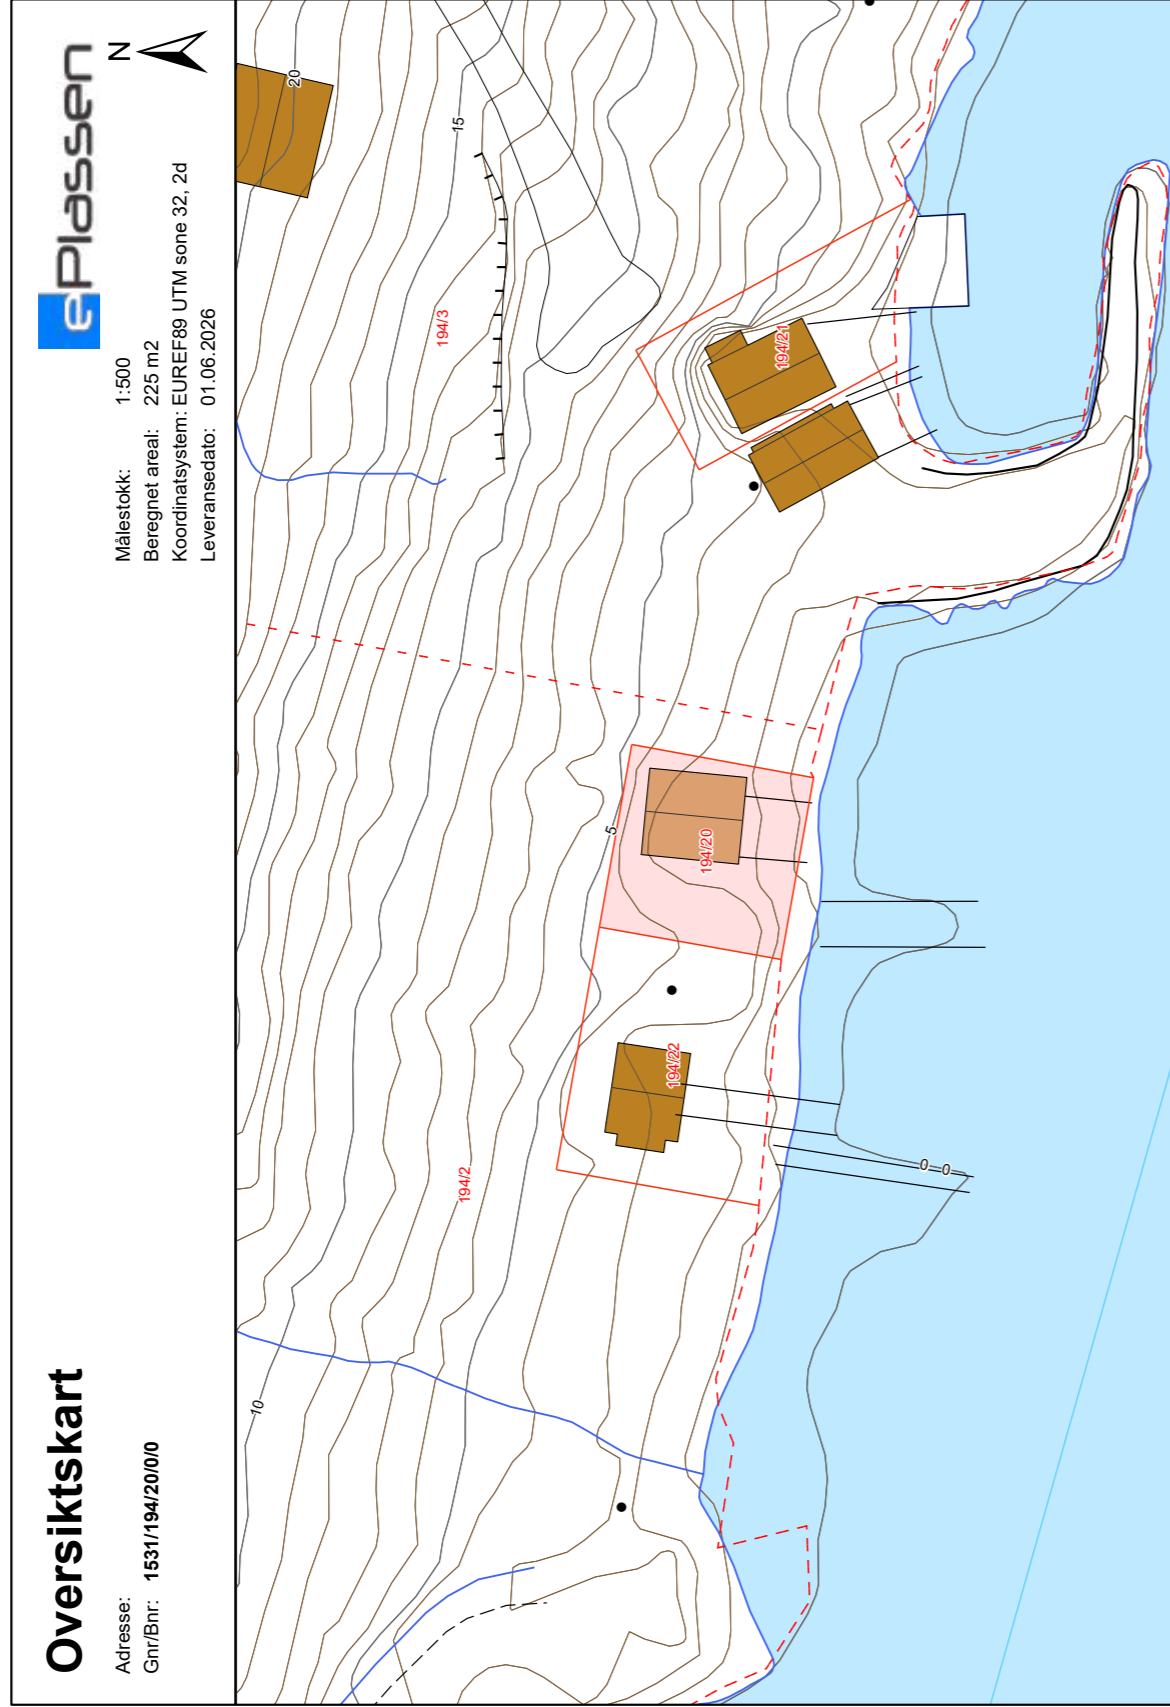 Oversiktskart
Adresse:
Gnr/Bnr: 1531/194/20/0/0
Målestokk: 1:500
Beregnet areal: 225 m2
Koordinatsystem: EUREF89 UTM sone 32, 2d
Leveransedato: 01.06.2026
ePlassen
N
10
194/2
194/22
0
0
5
194/20
194/3
194/21
15
20